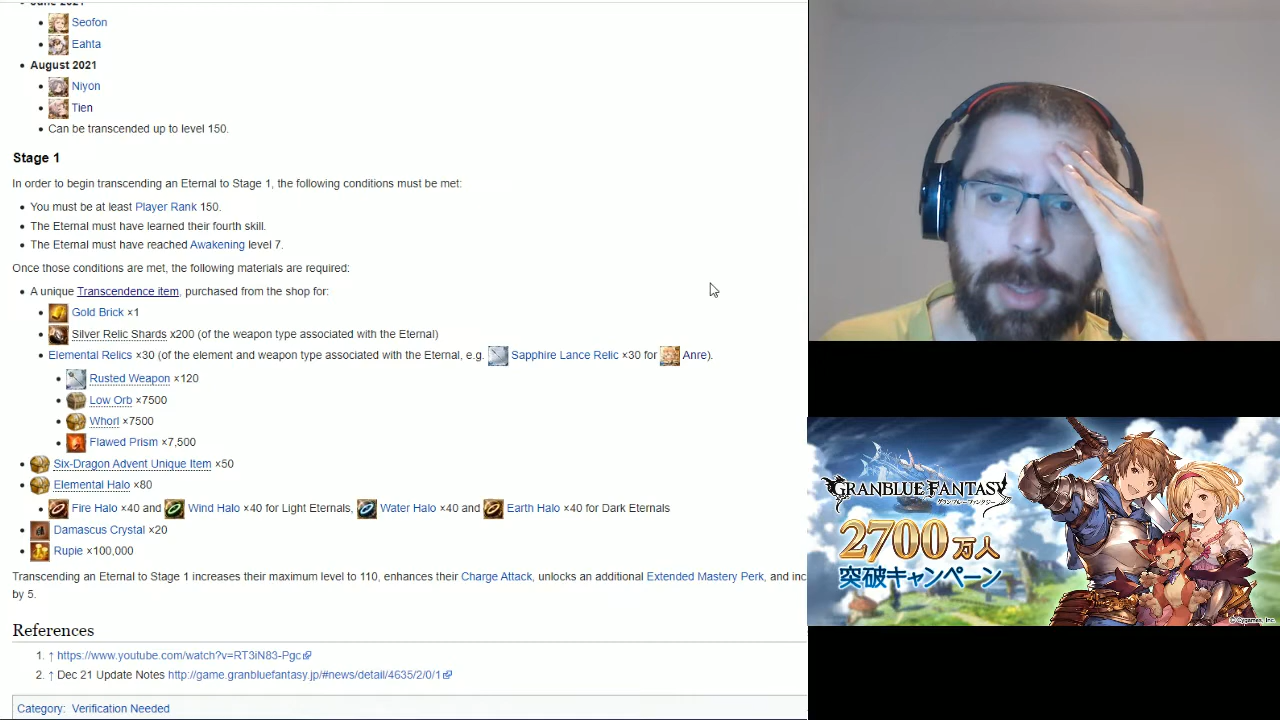 June 2021
Seofon
Eahta
August 2021
Niyon
Tien
Can be transcended up to level 150.
Stage 1
In order to begin transcending an Eternal to Stage 1, the following conditions must be met:
You must be at least Player Rank 150.
The Eternal must have learned their fourth skill.
The Eternal must have reached Awakening level 7.
Once those conditions are met, the following materials are required:
A unique Transcendence item, purchased from the shop for:
Gold Brick ×1
Silver Relic Shards x200 (of the weapon type associated with the Eternal)
Elemental Relics ×30 (of the element and weapon type associated with the Eternal, e.g. Sapphire Lance Relic ×30 for Anre).
Rusted Weapon ×120
Low Orb ×7500
Whorl ×7500
Flawed Prism ×7,500
Six-Dragon Advent Unique Item ×50
Elemental Halo ×80
Fire Halo ×40 and Wind Halo ×40 for Light Eternals, Water Halo ×40 and Earth Halo ×40 for Dark Eternals
Damascus Crystal ×20
Rupie ×100,000
Transcending an Eternal to Stage 1 increases their maximum level to 110, enhances their Charge Attack, unlocks an additional Extended Mastery Perk, and inc
by 5.
References
1. ↑ https://www.youtube.com/watch?v=RT3iN83-Pgc
2. ↑ Dec 21 Update Notes http://game.granbluefantasy.jp/#news/detail/4635/2/0/1
Category: Verification Needed
GRANBLUE FANTASY
グランブルーファンタジー
2700万人
突破キャンペーン
© Cygames, Inc.